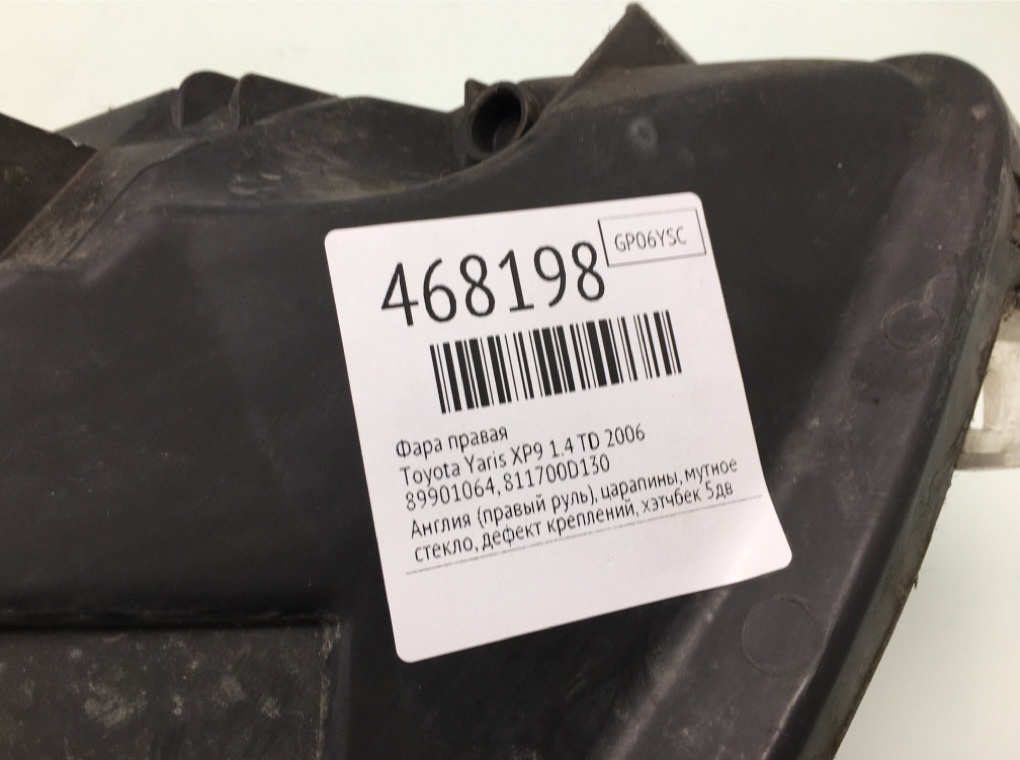 468198
GP06YSC
Фара правая
Toyota Yaris XP9 1.4 TD 2006
89901064, 811700D130
Англия (правый руль), царапины, мутное
стекло, дефект креплений, хэтчбек 5дв